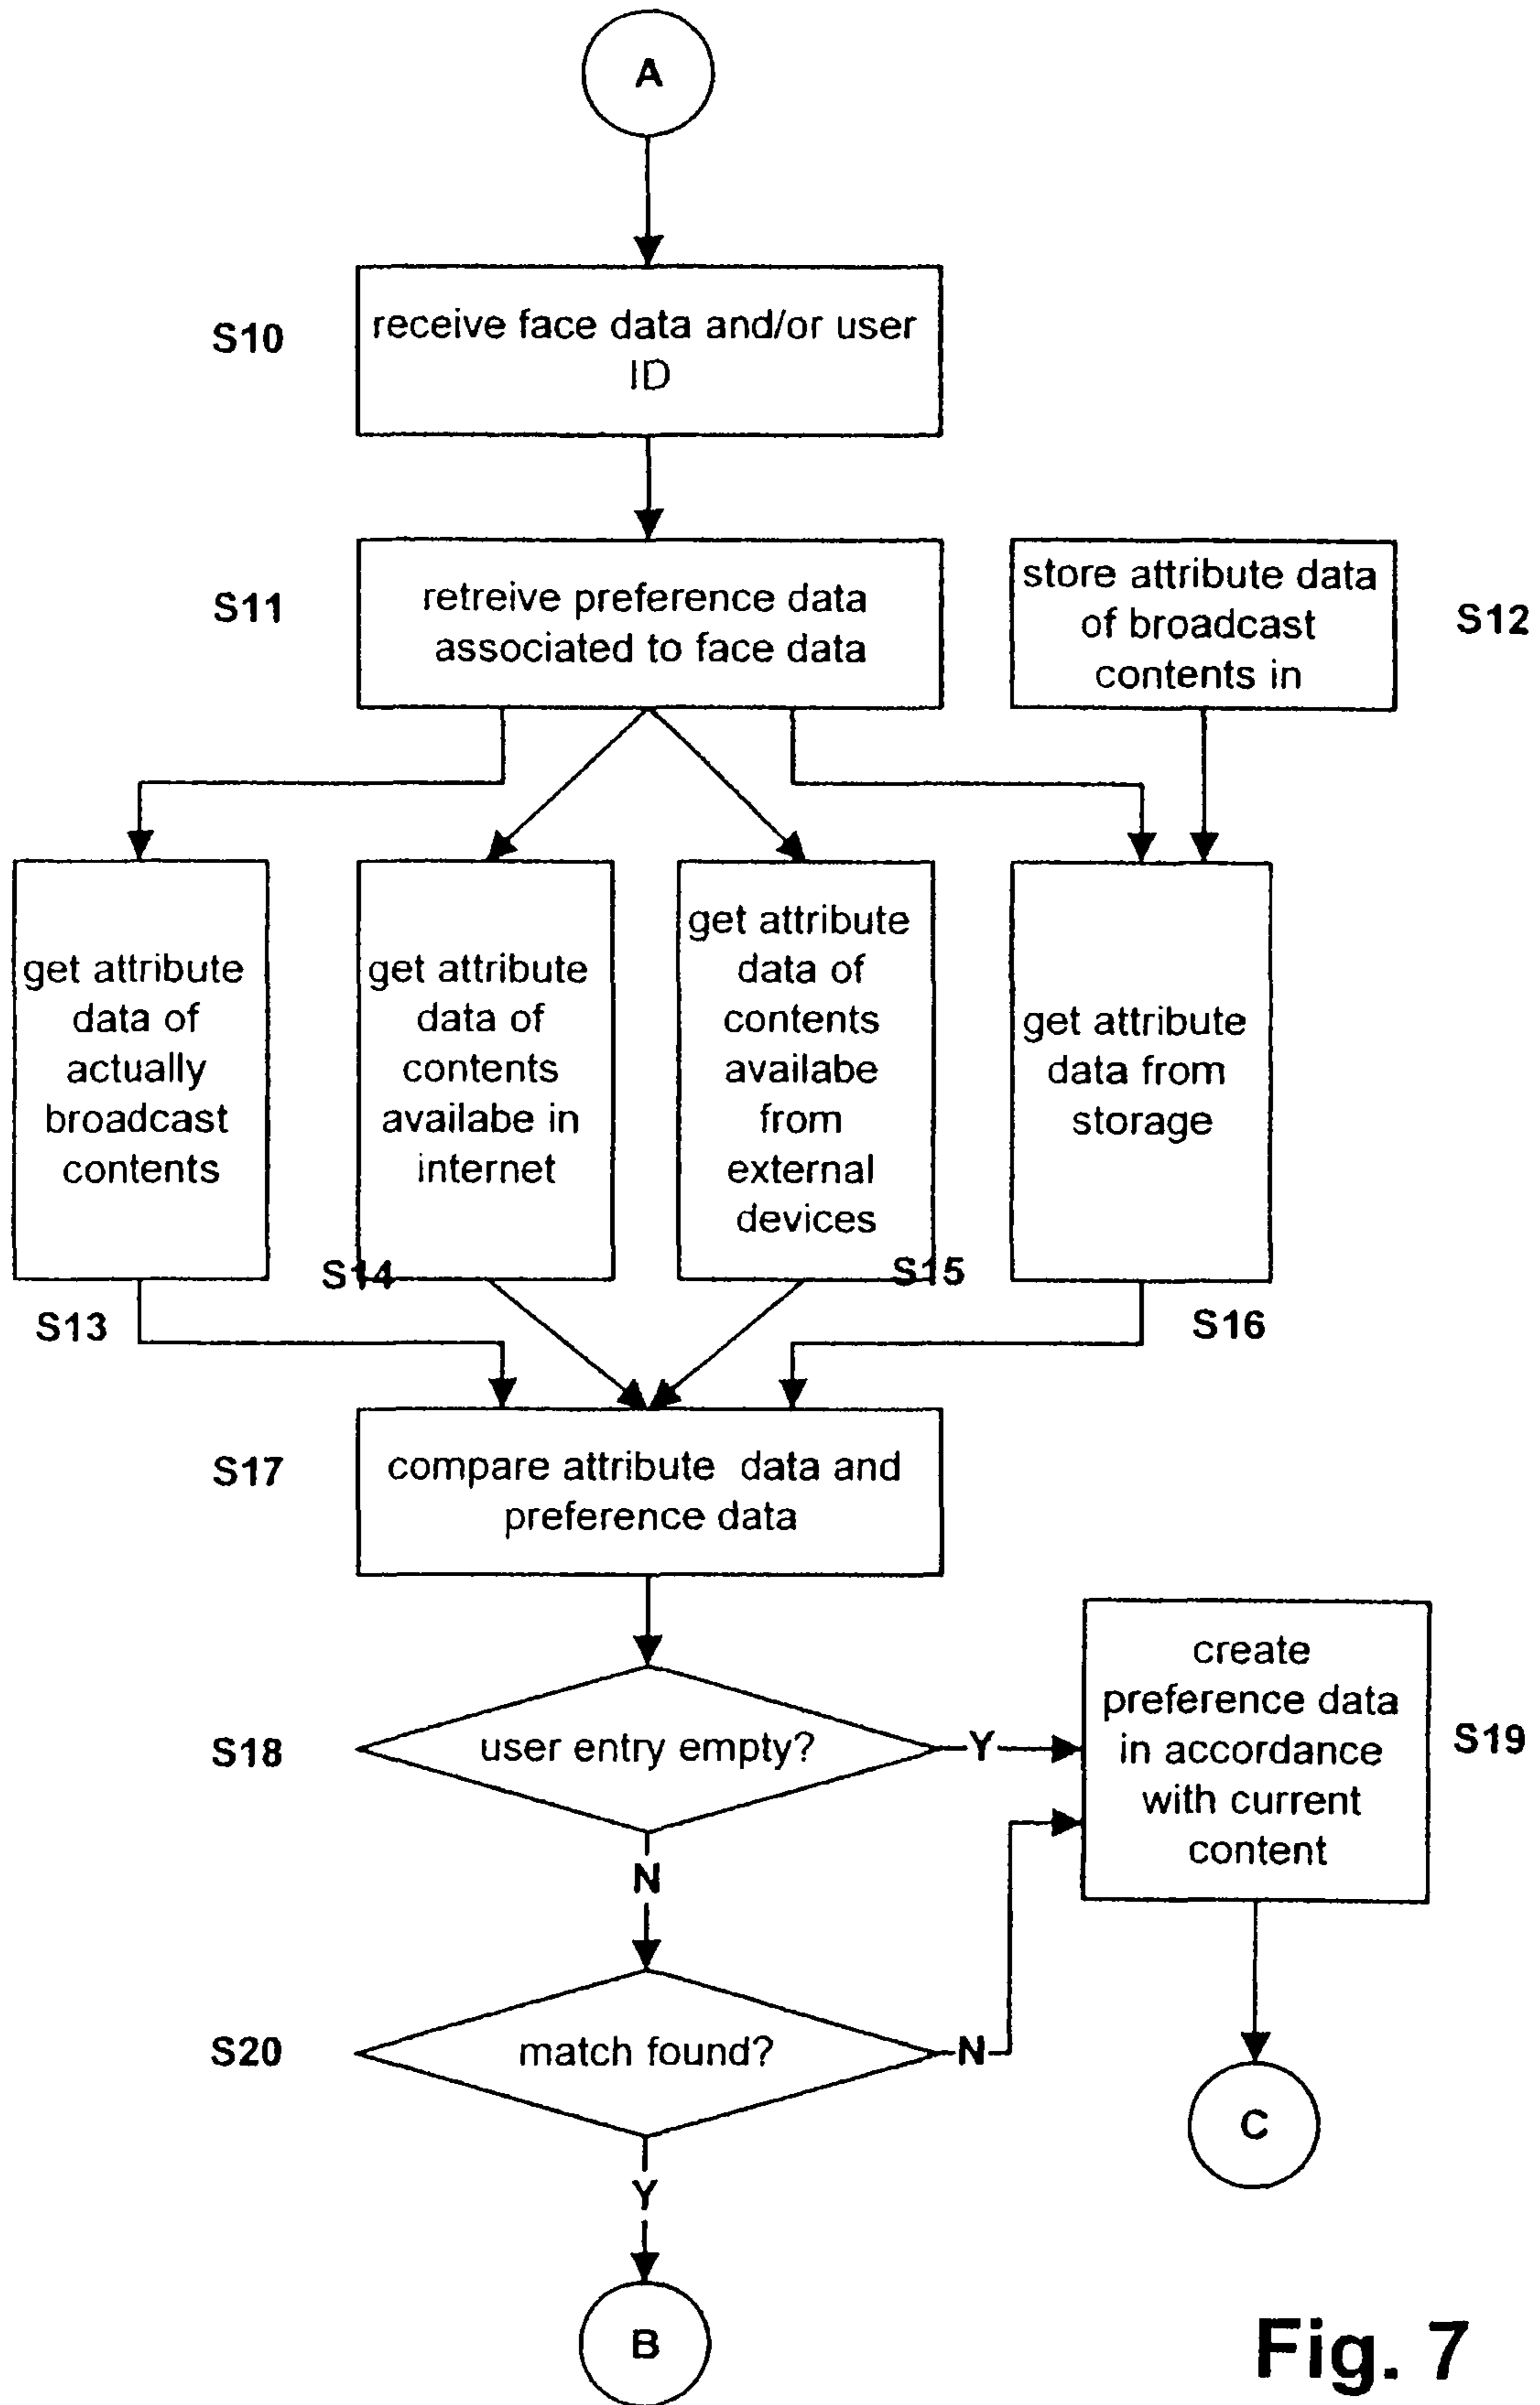 A
S10
receive face data and/or user
ID
S11
retreive preference data
associated to face data
store attribute data
of broadcast
contents in
S12
get attribute
data of
actually
broadcast
contents
S13
get attribute
data of
contents
availabe in
internet
S14
get attribute
data of
contents
availabe
from
external
devices
S15
get attribute
data from
storage
S16
S17
compare attribute data and
preference data
S18
user entry empty?
Y
N
create
preference data
in accordance
with current
content
S19
S20
match found?
N
Y
C
B
Fig. 7